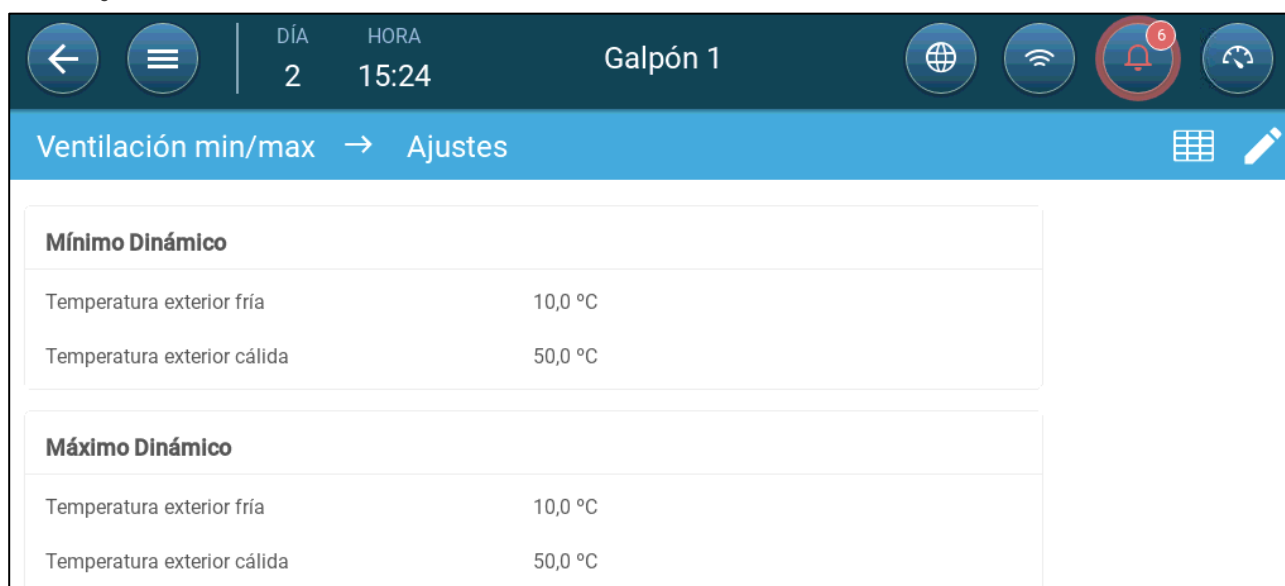 DÍA HORA
2 15:24 Galpón 1 6
Ventilación min/max → Ajustes
Mínimo Dinámico
Temperatura exterior fría 10,0 ºC
Temperatura exterior cálida 50,0 ºC
Máximo Dinámico
Temperatura exterior fría 10,0 ºC
Temperatura exterior cálida 50,0 ºC